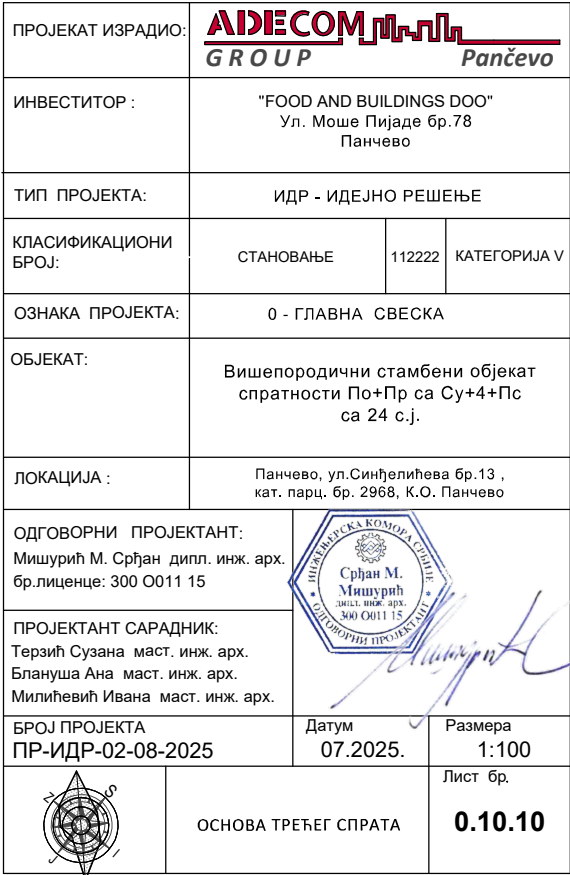 ПРОЈЕКАТ ИЗРАДИО:
ADECOM
GROUP Pančevo
ИНВЕСТИТОР :
"FOOD AND BUILDINGS DOO"
Ул. Моше Пијаде бр.78
Панчево
ТИП ПРОЈЕКТА:
ИДР - ИДЕЈНО РЕШЕЊЕ
КЛАСИФИКАЦИОНИ
БРОЈ:
СТАНОВАЊЕ
112222
КАТЕГОРИЈА V
ОЗНАКА ПРОЈЕКТА:
0 - ГЛАВНА СВЕСКА
ОБЈЕКАТ:
Вишепородични стамбени објекат
спратности По+Пр са Су+4+Пс
са 24 с.ј.
ЛОКАЦИЈА :
Панчево, ул.Синђелићева бр.13 ,
кат. парц. бр. 2968, К.О. Панчево
ОДГОВОРНИ ПРОЈЕКТАНТ:
Мишурић М. Срђан дипл. инж. арх.
бр.лиценце: 300 О011 15
ИНЖЕЊЕРСКА КОМОРА СРБИЈЕ
Срђан М.
Мишурић
дипл. инж. арх.
300 О011 15
ОДГОВОРНИ ПРОЈЕКТАНТ
ПРОЈЕКТАНТ САРАДНИК:
Терзић Сузана маст. инж. арх.
Блануша Ана маст. инж. арх.
Милићевић Ивана маст. инж. арх.
БРОЈ ПРОЈЕКТА
ПР-ИДР-02-08-2025
Датум
07.2025.
Размера
1:100
Z S
J I
ОСНОВА ТРЕЋЕГ СПРАТА
Лист бр.
0.10.10